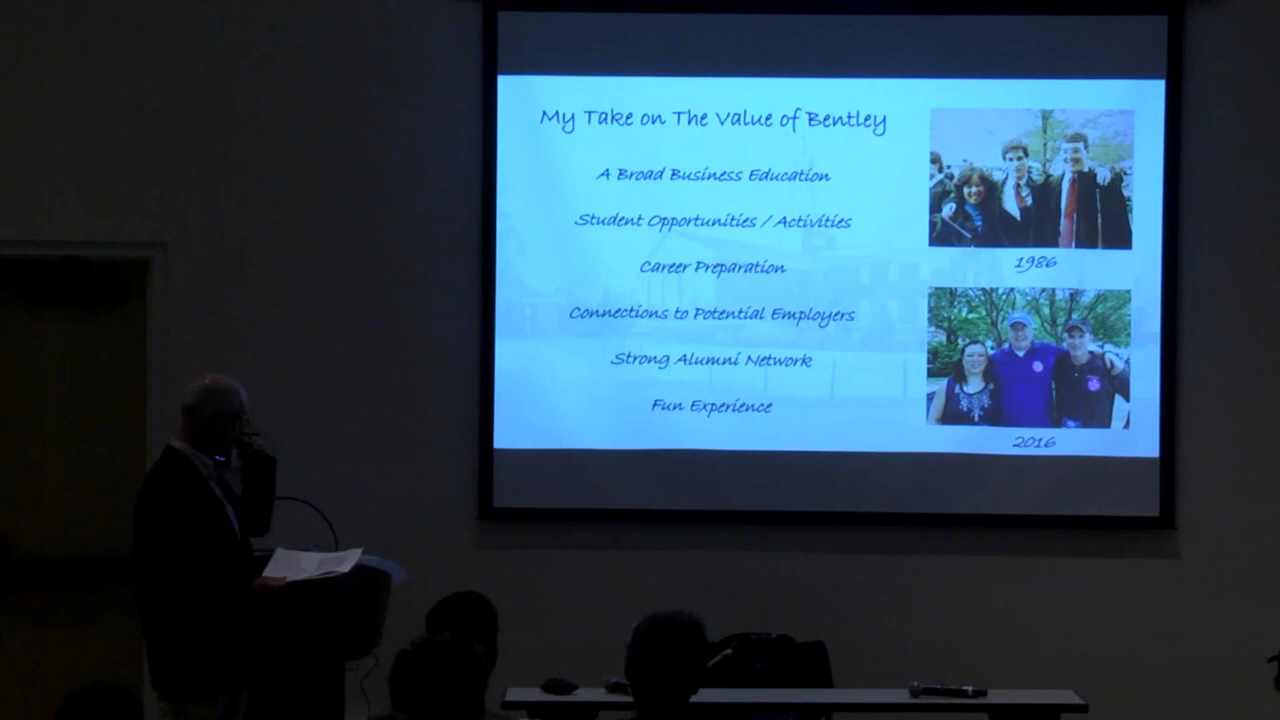 My Take on The Value of Bentley
A Broad Business Education
Student Opportunities / Activities
Career Preparation
Connections to Potential Employers
Strong Alumni Network
Fun Experience
1986
2016